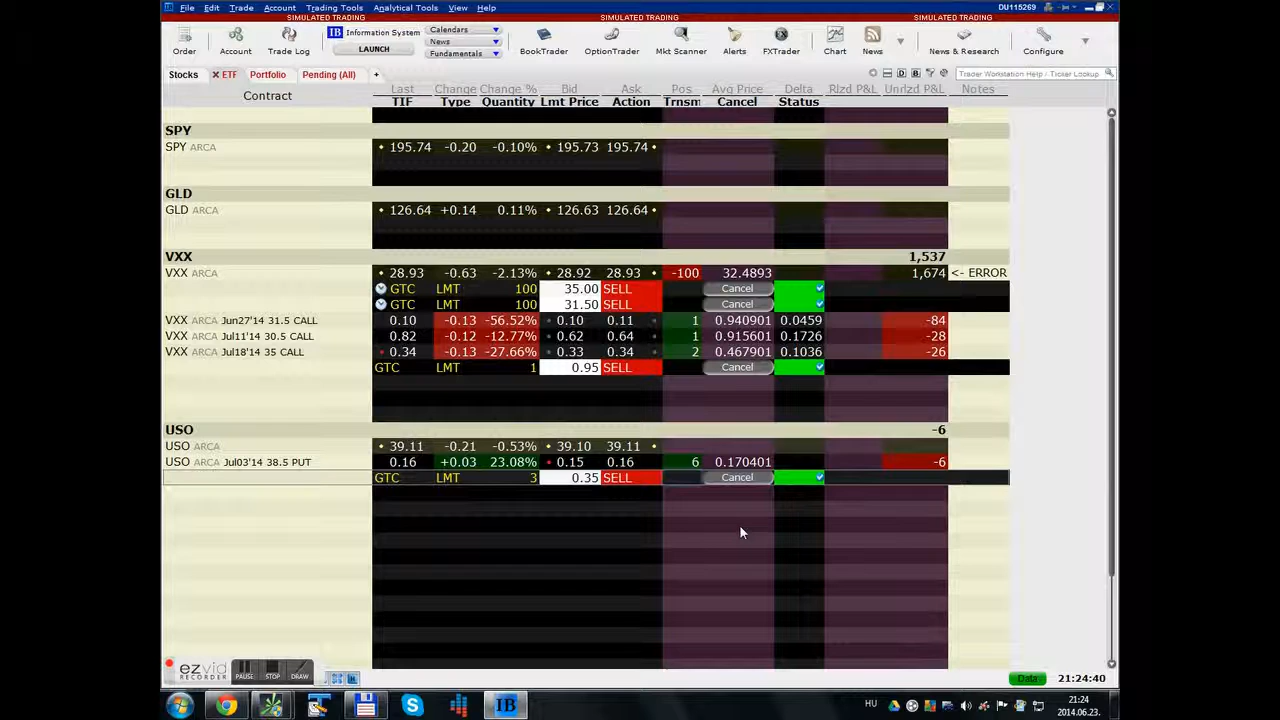 File Edit Trade Account Trading Tools Analytical Tools View Help DU115269
SIMULATED TRADING SIMULATED TRADING SIMULATED TRADING
IB Information System
LAUNCH
Calendars
News
Fundamentals
Order Account Trade Log BookTrader OptionTrader Mkt Scanner Alerts FXTrader Chart News News & Research Configure
Stocks ETF Portfolio Pending (All) + D B Trader Workstation Help / Ticker Lookup
Contract Last Change Change % Bid Ask Pos Avg Price Delta Rlzd P&L Unrlzd P&L Notes
TIF Type Quantity Lmt Price Action Trnsm Cancel Status
SPY
SPY ARCA 195.74 -0.20 -0.10% 195.73 195.74
GLD
GLD ARCA 126.64 +0.14 0.11% 126.63 126.64
VXX 1,537
VXX ARCA 28.93 -0.63 -2.13% 28.92 28.93 -100 32.4893 1,674 <- ERROR
GTC LMT 100 35.00 SELL Cancel
GTC LMT 100 31.50 SELL Cancel
VXX ARCA Jun27'14 31.5 CALL 0.10 -0.13 -56.52% 0.10 0.11 1 0.940901 0.0459 -84
VXX ARCA Jul11'14 30.5 CALL 0.82 -0.12 -12.77% 0.62 0.64 1 0.915601 0.1726 -28
VXX ARCA Jul18'14 35 CALL 0.34 -0.13 -27.66% 0.33 0.34 2 0.467901 0.1036 -26
GTC LMT 1 0.95 SELL Cancel
USO -6
USO ARCA 39.11 -0.21 -0.53% 39.10 39.11
USO ARCA Jul03'14 38.5 PUT 0.16 +0.03 23.08% 0.15 0.16 6 0.170401 -6
GTC LMT 3 0.35 SELL Cancel
ezvid
RECORDER
PAUSE STOP DRAW
Data 21:24:40
IB
HU
21:24
2014.06.23.